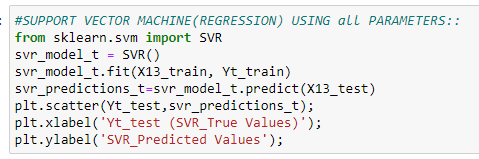 #SUPPORT VECTOR MACHINE(REGRESSION) USING all PARAMETERS::
from sklearn.svm import SVR
svr_model_t = SVR()
svr_model_t.fit(X13_train, Yt_train)
svr_predictions_t=svr_model_t.predict(X13_test)
plt.scatter(Yt_test,svr_predictions_t);
plt.xlabel('Yt_test (SVR_True Values)');
plt.ylabel('SVR_Predicted Values');